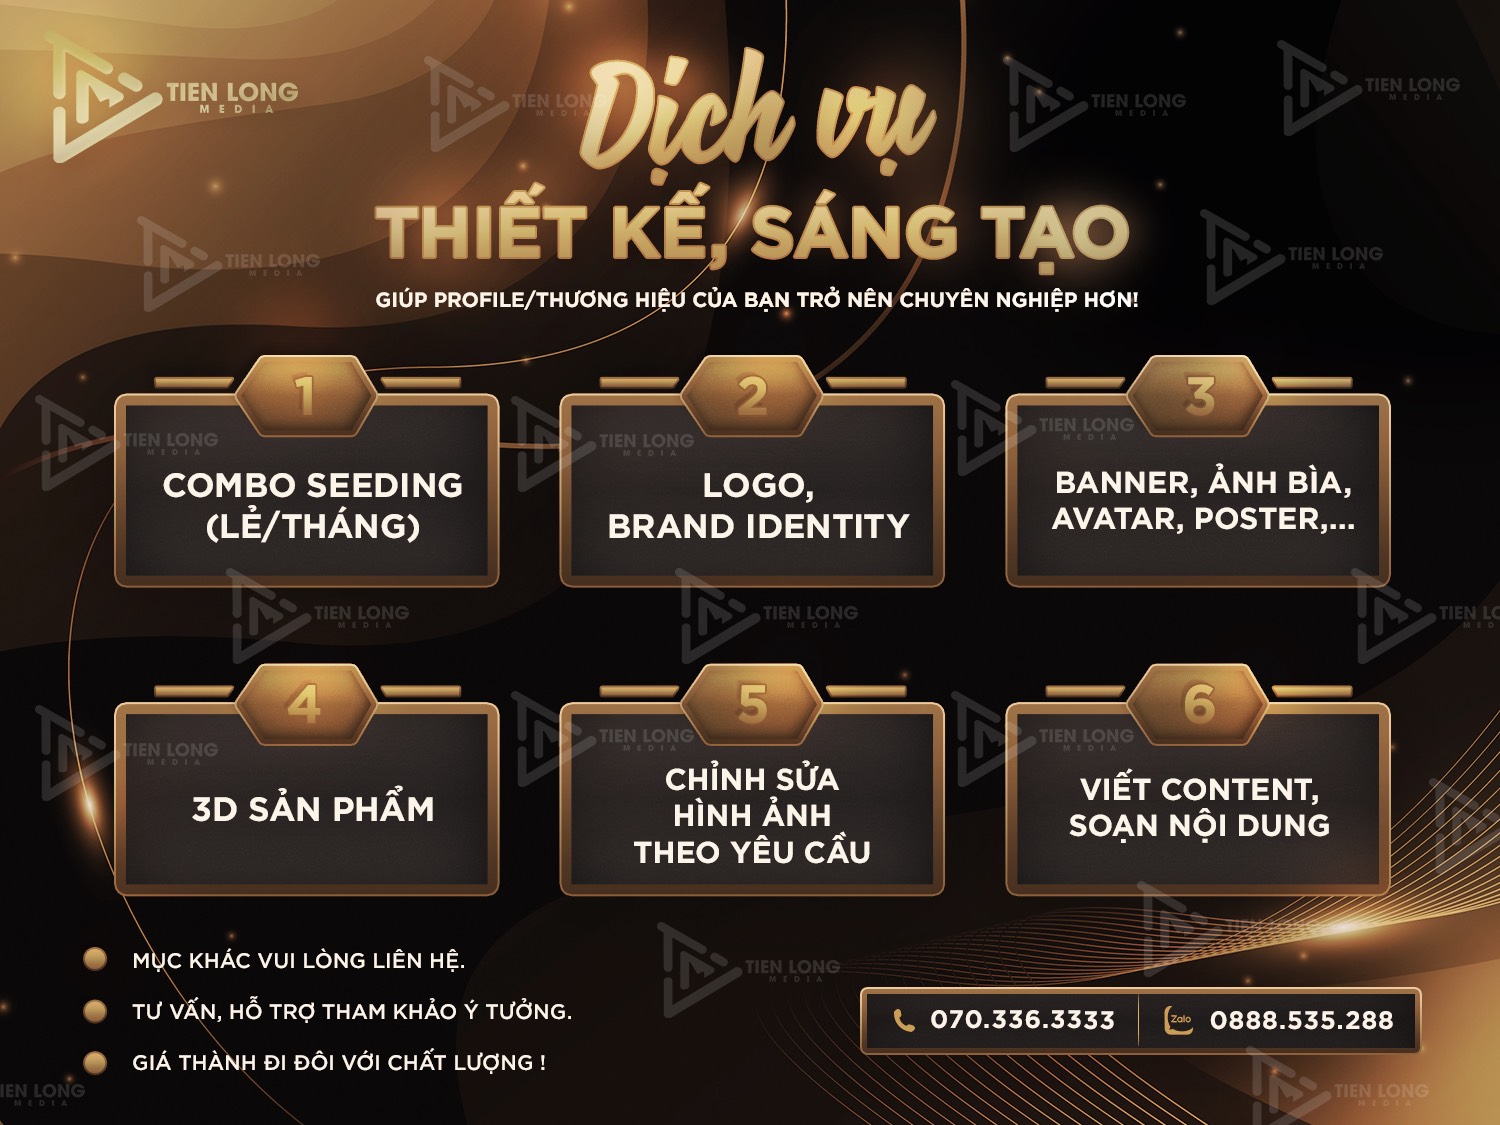 TIEN LONG
MEDIA
Dịch vụ
THIẾT KẾ, SÁNG TẠO
GIÚP PROFILE/THƯƠNG HIỆU CỦA BẠN TRỞ NÊN CHUYÊN NGHIỆP HƠN!
1
COMBO SEEDING
(LẺ/THÁNG)
2
LOGO,
BRAND IDENTITY
3
BANNER, ẢNH BÌA,
AVATAR, POSTER,...
4
3D SẢN PHẨM
5
CHỈNH SỬA
HÌNH ẢNH
THEO YÊU CẦU
6
VIẾT CONTENT,
SOẠN NỘI DUNG
MỤC KHÁC VUI LÒNG LIÊN HỆ.
TƯ VẤN, HỖ TRỢ THAM KHẢO Ý TƯỞNG.
GIÁ THÀNH ĐI ĐÔI VỚI CHẤT LƯỢNG !
070.336.3333
Zalo 0888.535.288